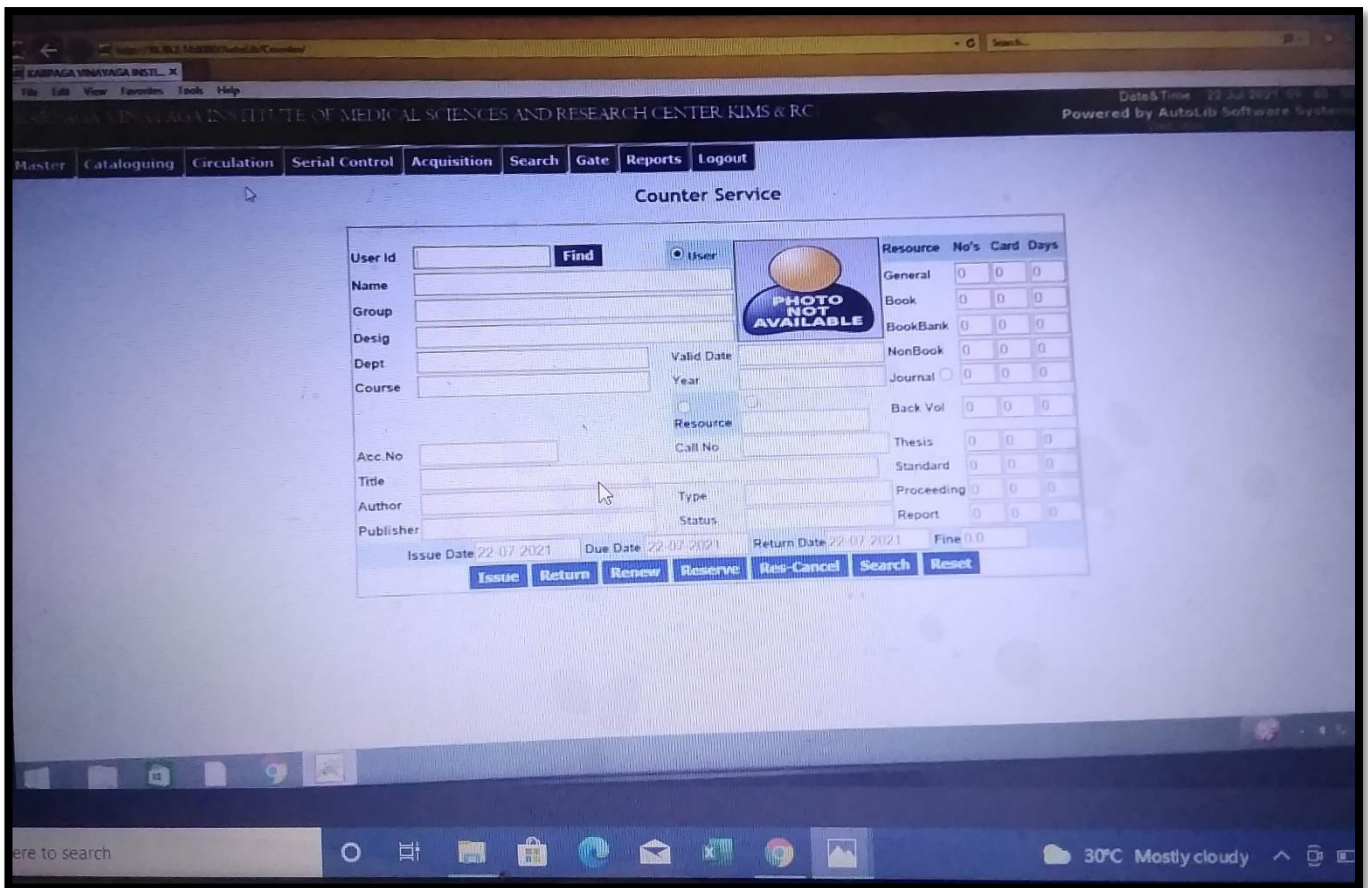 Search...
KARPAGA VINAYAGA INSTI... X
File Edit View Favorites Tools Help
KARPAGA VINAYAGA INSTITUTE OF MEDICAL SCIENCES AND RESEARCH CENTER KIMS & RC
Date&Time 22 Jul 2021
Powered by AutoLib Software Systems
Master Cataloguing Circulation Serial Control Acquisition Search Gate Reports Logout
Counter Service
User Id Find User Resource No's Card Days
Name General 0 0 0
Group PHOTO NOT AVAILABLE Book 0 0 0
Desig BookBank 0 0 0
Dept Valid Date NonBook 0 0 0
Course Year Journal 0 0 0
Resource Back Vol 0 0 0
Acc.No Call No Thesis 0 0 0
Title Standard 0 0 0
Author Type Proceeding 0 0 0
Publisher Status Report 0 0 0
Issue Date 22-07-2021 Due Date 22-07-2021 Return Date 22-07-2021 Fine 0.0
Issue Return Renew Reserve Res-Cancel Search Reset
ere to search
30°C Mostly cloudy